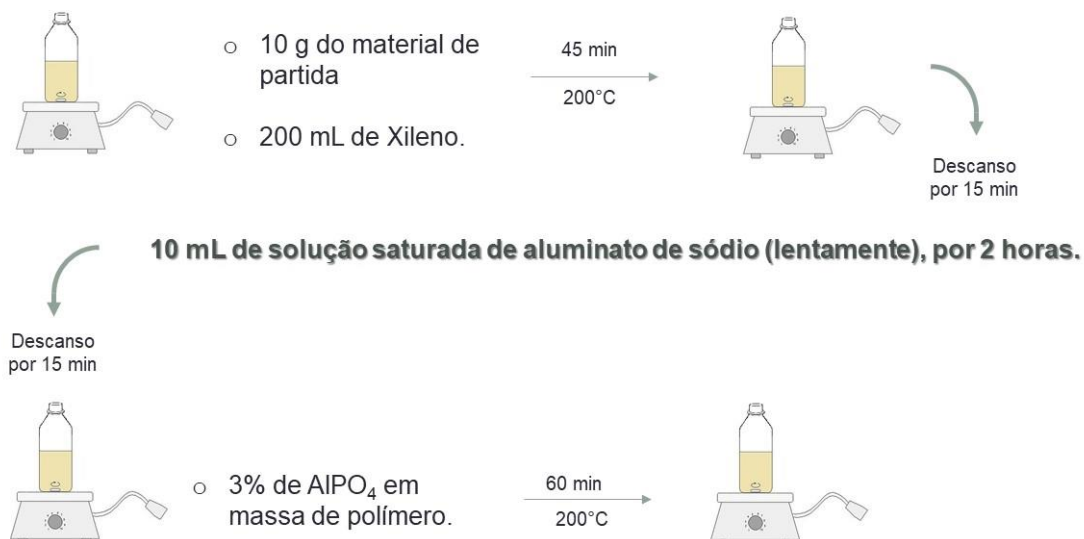 o 10 g do material de
partida
o 200 mL de Xileno.
45 min
200°C
Descanso
por 15 min
10 mL de solução saturada de aluminato de sódio (lentamente), por 2 horas.
Descanso
por 15 min
o 3% de AlPO₄ em
massa de polímero.
60 min
200°C